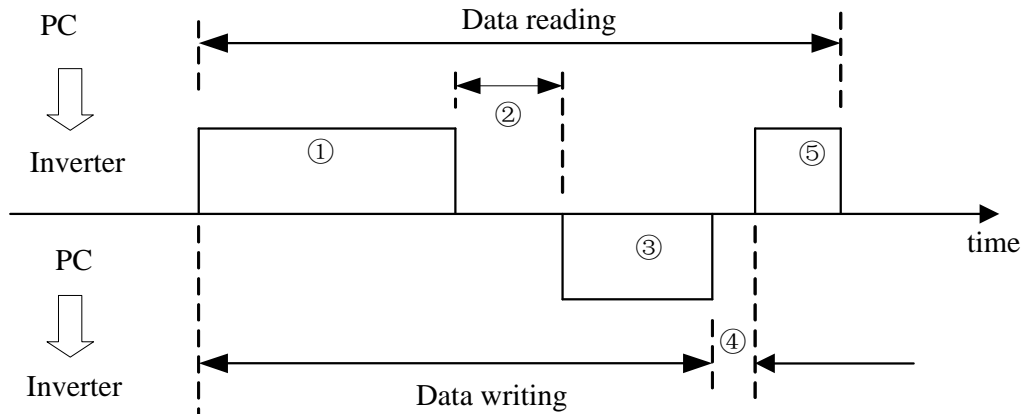 PC
Data reading
②
①
⑤
Inverter
time
PC
③
④
Inverter
Data writing